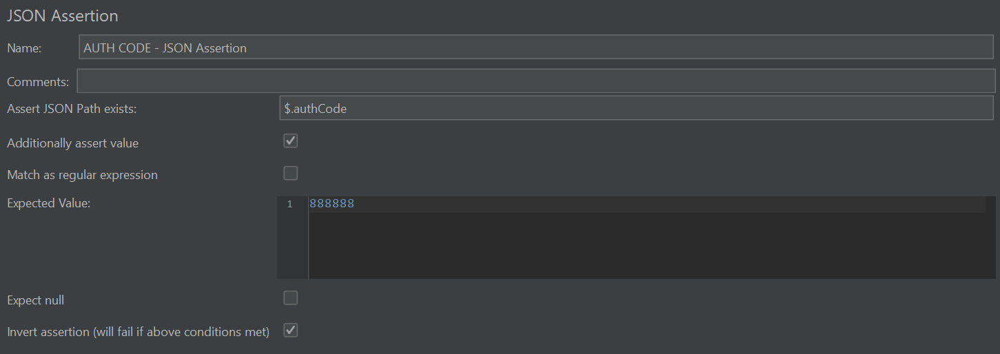 JSON Assertion
Name: AUTH CODE - JSON Assertion
Comments:
Assert JSON Path exists: $.authCode
Additionally assert value
Match as regular expression
Expected Value: 1 888888
Expect null
Invert assertion (will fail if above conditions met)